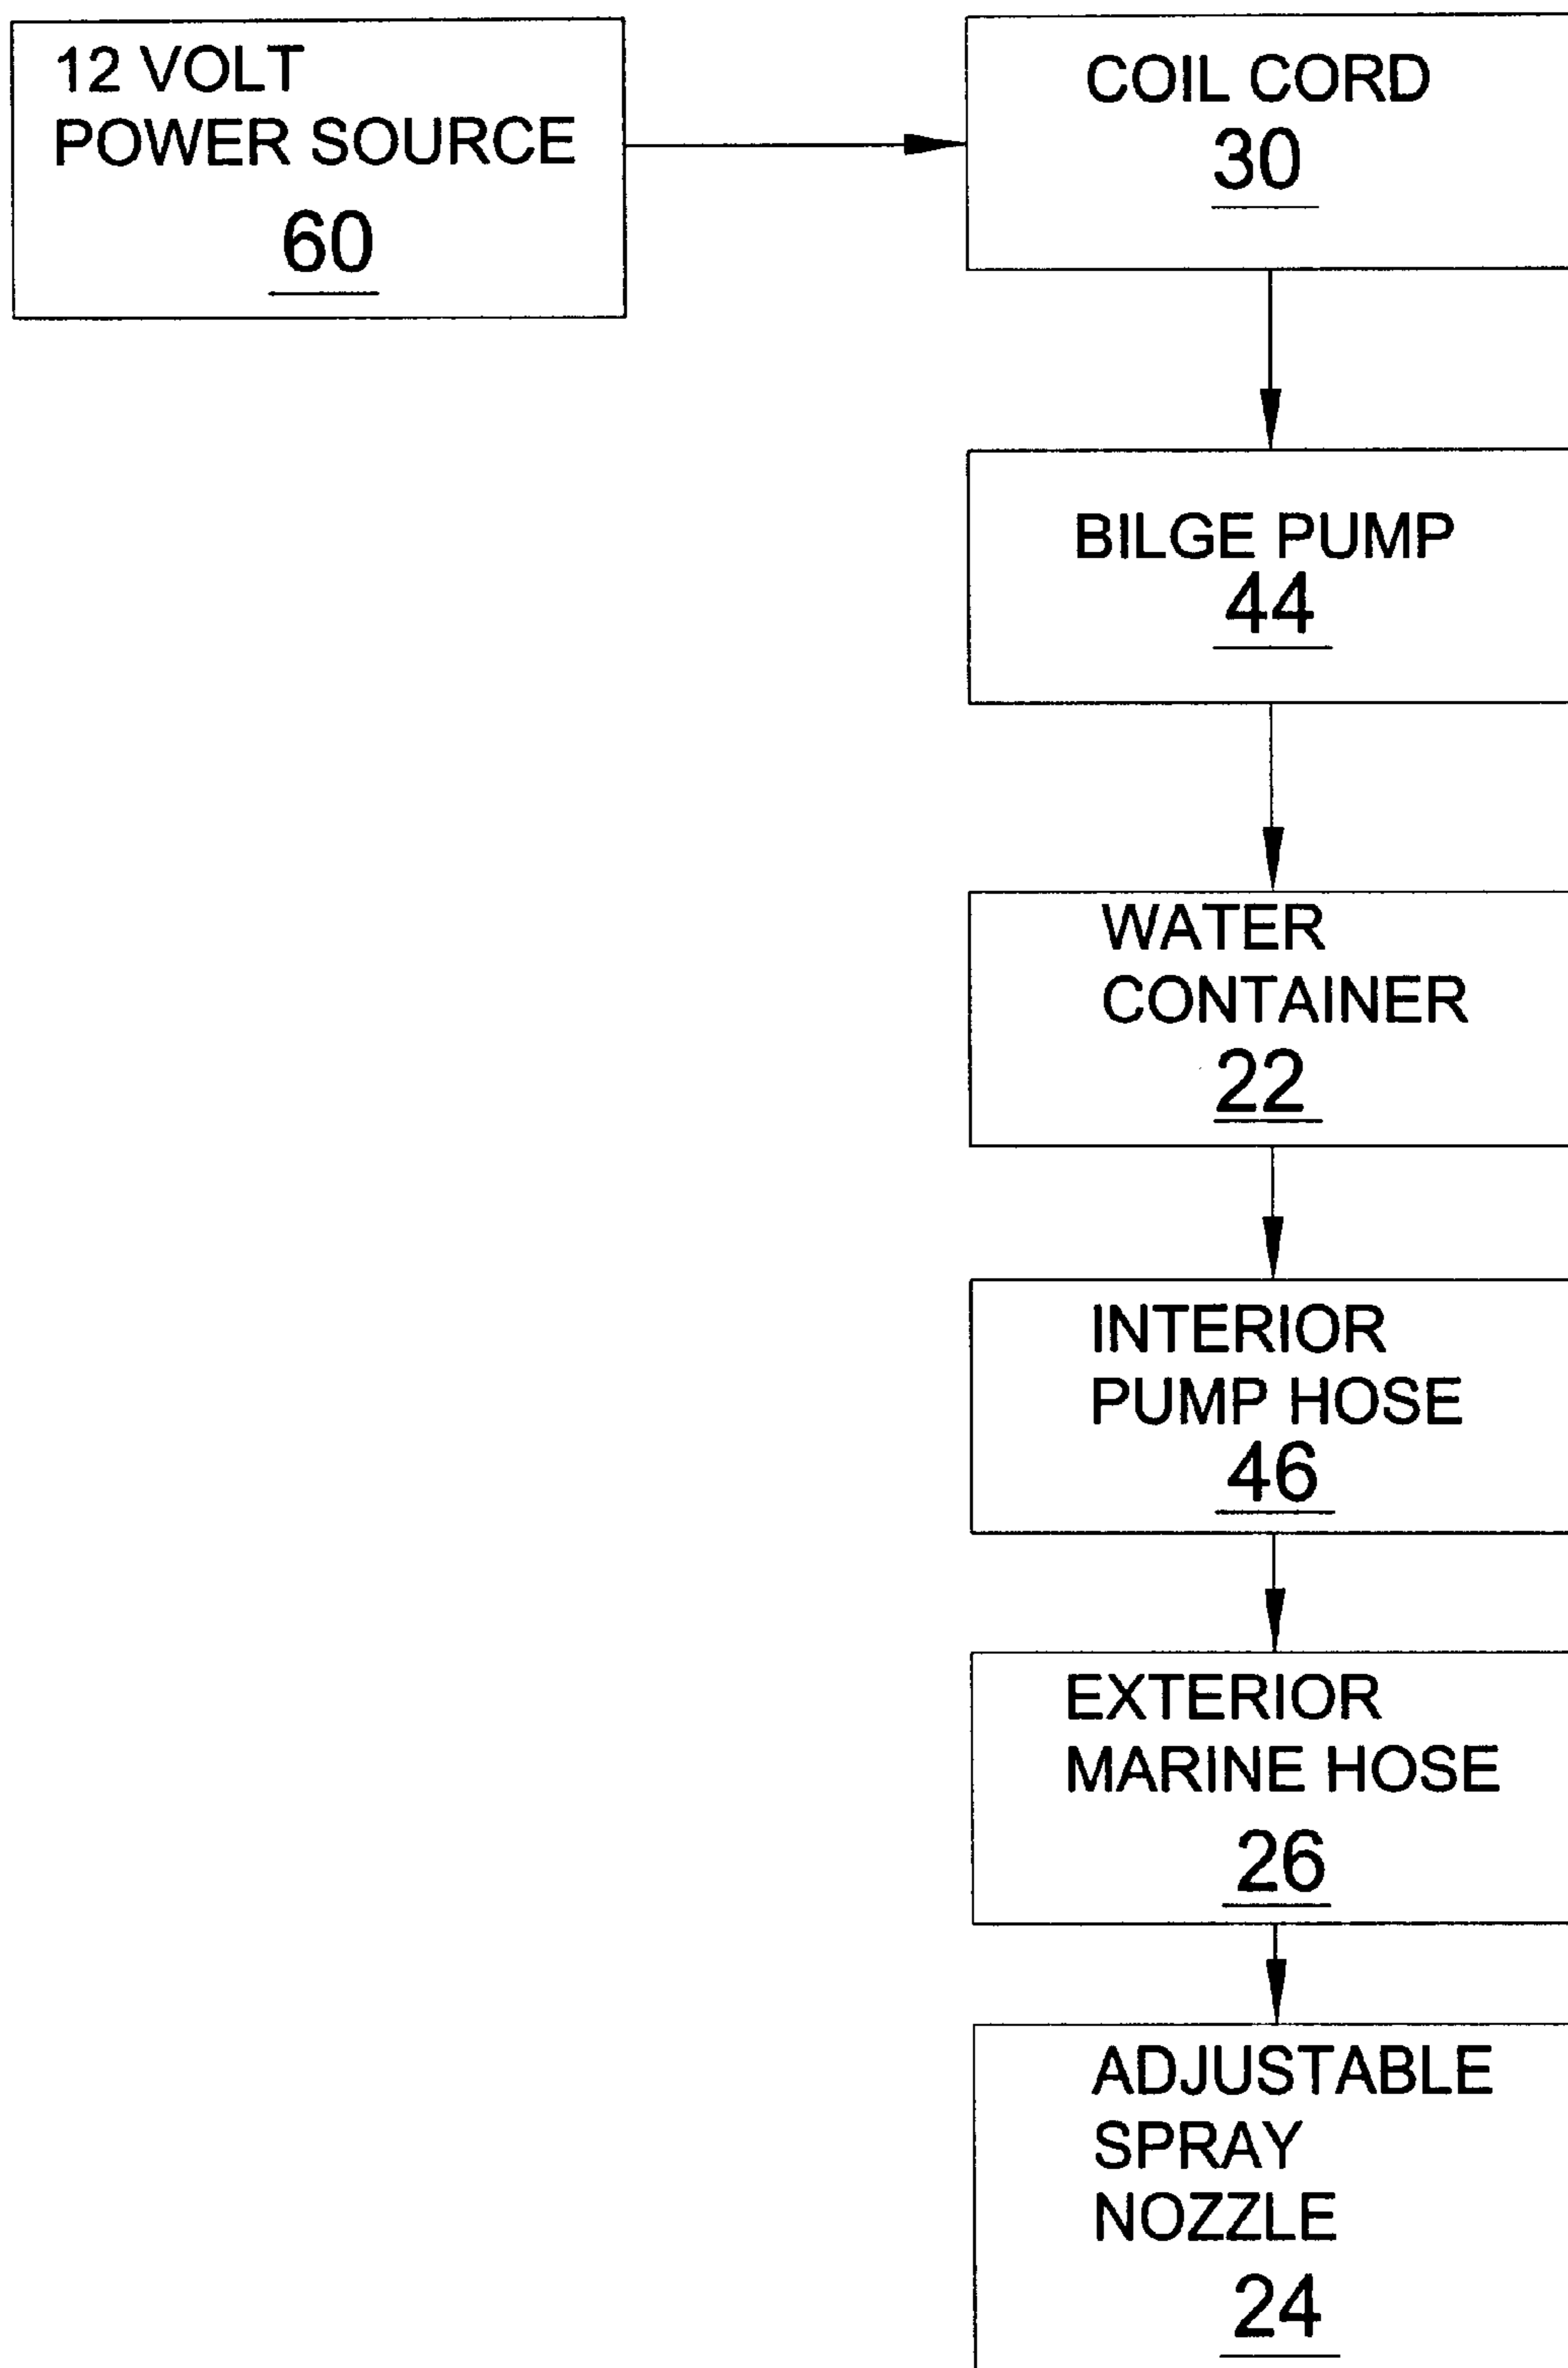 12 VOLT
POWER SOURCE
60
COIL CORD
30
BILGE PUMP
44
WATER
CONTAINER
22
INTERIOR
PUMP HOSE
46
EXTERIOR
MARINE HOSE
26
ADJUSTABLE
SPRAY
NOZZLE
24